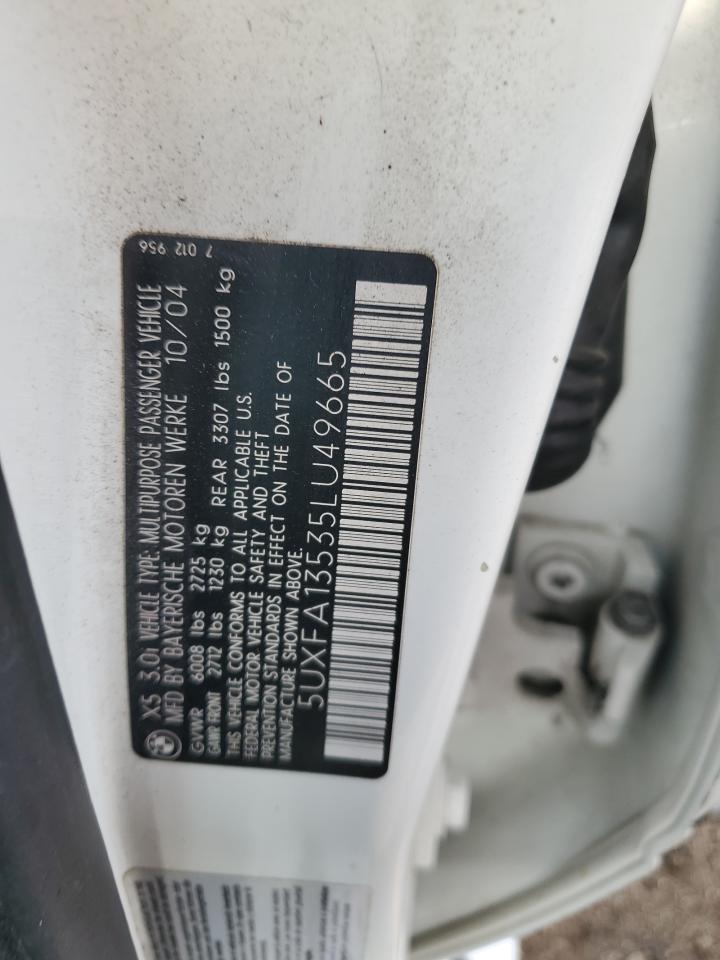 7 012 956
X5 3.0i VEHICLE TYPE: MULTIPURPOSE PASSENGER VEHICLE
MFD BY BAYERISCHE MOTOREN WERKE 10/04
GVWR 6008 lbs 2725 kg
GAWR FRONT 2712 lbs 1230 kg REAR 3307 lbs 1500 kg
THIS VEHICLE CONFORMS TO ALL APPLICABLE U.S.
FEDERAL MOTOR VEHICLE SAFETY AND THEFT
PREVENTION STANDARDS IN EFFECT ON THE DATE OF
MANUFACTURE SHOWN ABOVE.
5UXFA13535LU49665